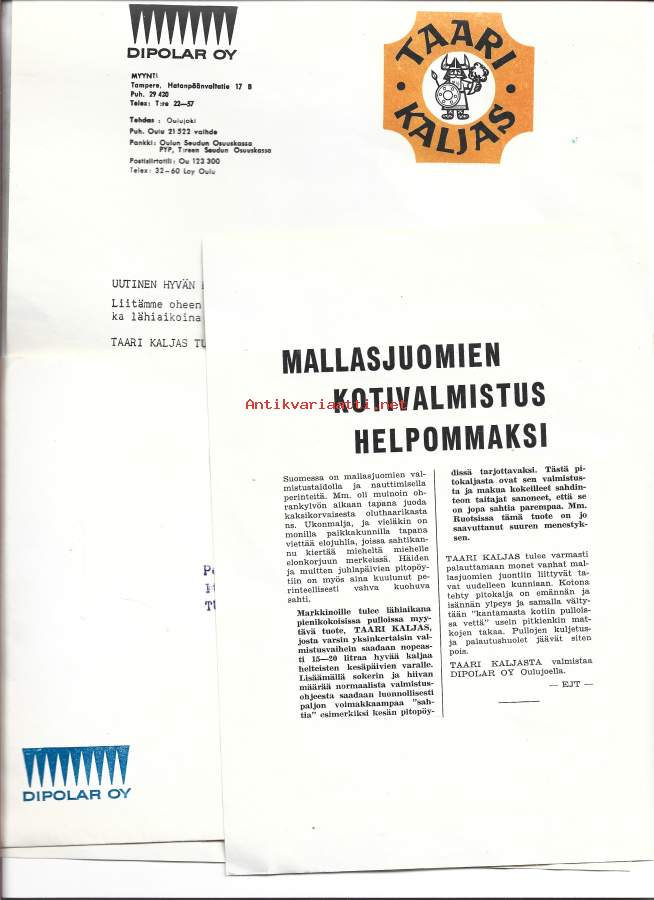 DIPOLAR OY
MYYNTI
Tampere, Hatanpäänvaltatie 17 B
Puh. 29 420
Telex: T:re 22—57
Tehdas : Oulujoki
Puh. Oulu 21 522 vaihde
Pankki: Oulun Seudun Osuuskassa
PYP, T:reen Seudun Osuuskassa
Postisiirtotili: Ou 123 300
Telex: 32—60 Loy Oulu
TAARI
KALJAS
UUTINEN HYVÄN
Liitämme oheen
ka lähiaikoina
TAARI KALJAS TU
MALLASJUOMIEN
KOTIVALMISTUS
HELPOMMAKSI
Antikvariaatti.net
Suomessa on mallasjuomien val-
mistustaidolla ja nauttimisella
perinteitä. Mm. oli muinoin oh-
rankylvön aikaan tapana juoda
kaksikorvaisesta oluthaarikasta
ns. Ukonmalja, ja vieläkin on
monilla paikkakunnilla tapana
viettää elojuhlia, joissa sahtikan-
nu kiertää mieheltä miehelle
elonkorjuun merkeissä. Häiden
ja muitten juhlapäivien pitopöy-
tiin on myös aina kuulunut pe-
rinteellisesti vahva kuohuva
sahti.
Markkinoille tulee lähiaikana
pienikokoisissa pulloissa myy-
tävä tuote, TAARI KALJAS,
josta varsin yksinkertaisin val-
mistusvaihein saadaan nopeas-
ti 15—20 litraa hyvää kaljaa
helteisten kesäpäivien varalle.
Lisäämällä sokerin ja hiivan
määrää normaalista valmistus-
ohjeesta saadaan luonnollisesti
paljon voimakkaampaa "sah-
tia" esimerkiksi kesän pitopöy-
dissä tarjottavaksi. Tästä pi-
tokaljasta ovat sen valmistus-
ta ja makua kokeilleet sahdin-
teon taitajat sanoneet, että se
on jopa sahtia parempaa. Mm.
Ruotsissa tämä tuote on jo
saavuttanut suuren menestyk-
sen.
TAARI KALJAS tulee varmasti
palauttamaan monet vanhat mal-
lasjuomien juontiin liittyvät ta-
vat uudelleen kunniaan. Kotona
tehty pitokalja on emännän ja
isännän ylpeys ja samalla välty-
tään "kantamasta kotiin pullois-
sa vettä" usein pitkienkin mat-
kojen takaa. Pullojen kuljetus-
ja palautushuolet jäävät siten
pois.
TAARI KALJASTA valmistaa
DIPOLAR OY Oulujoella.
— EJT —
DIPOLAR OY